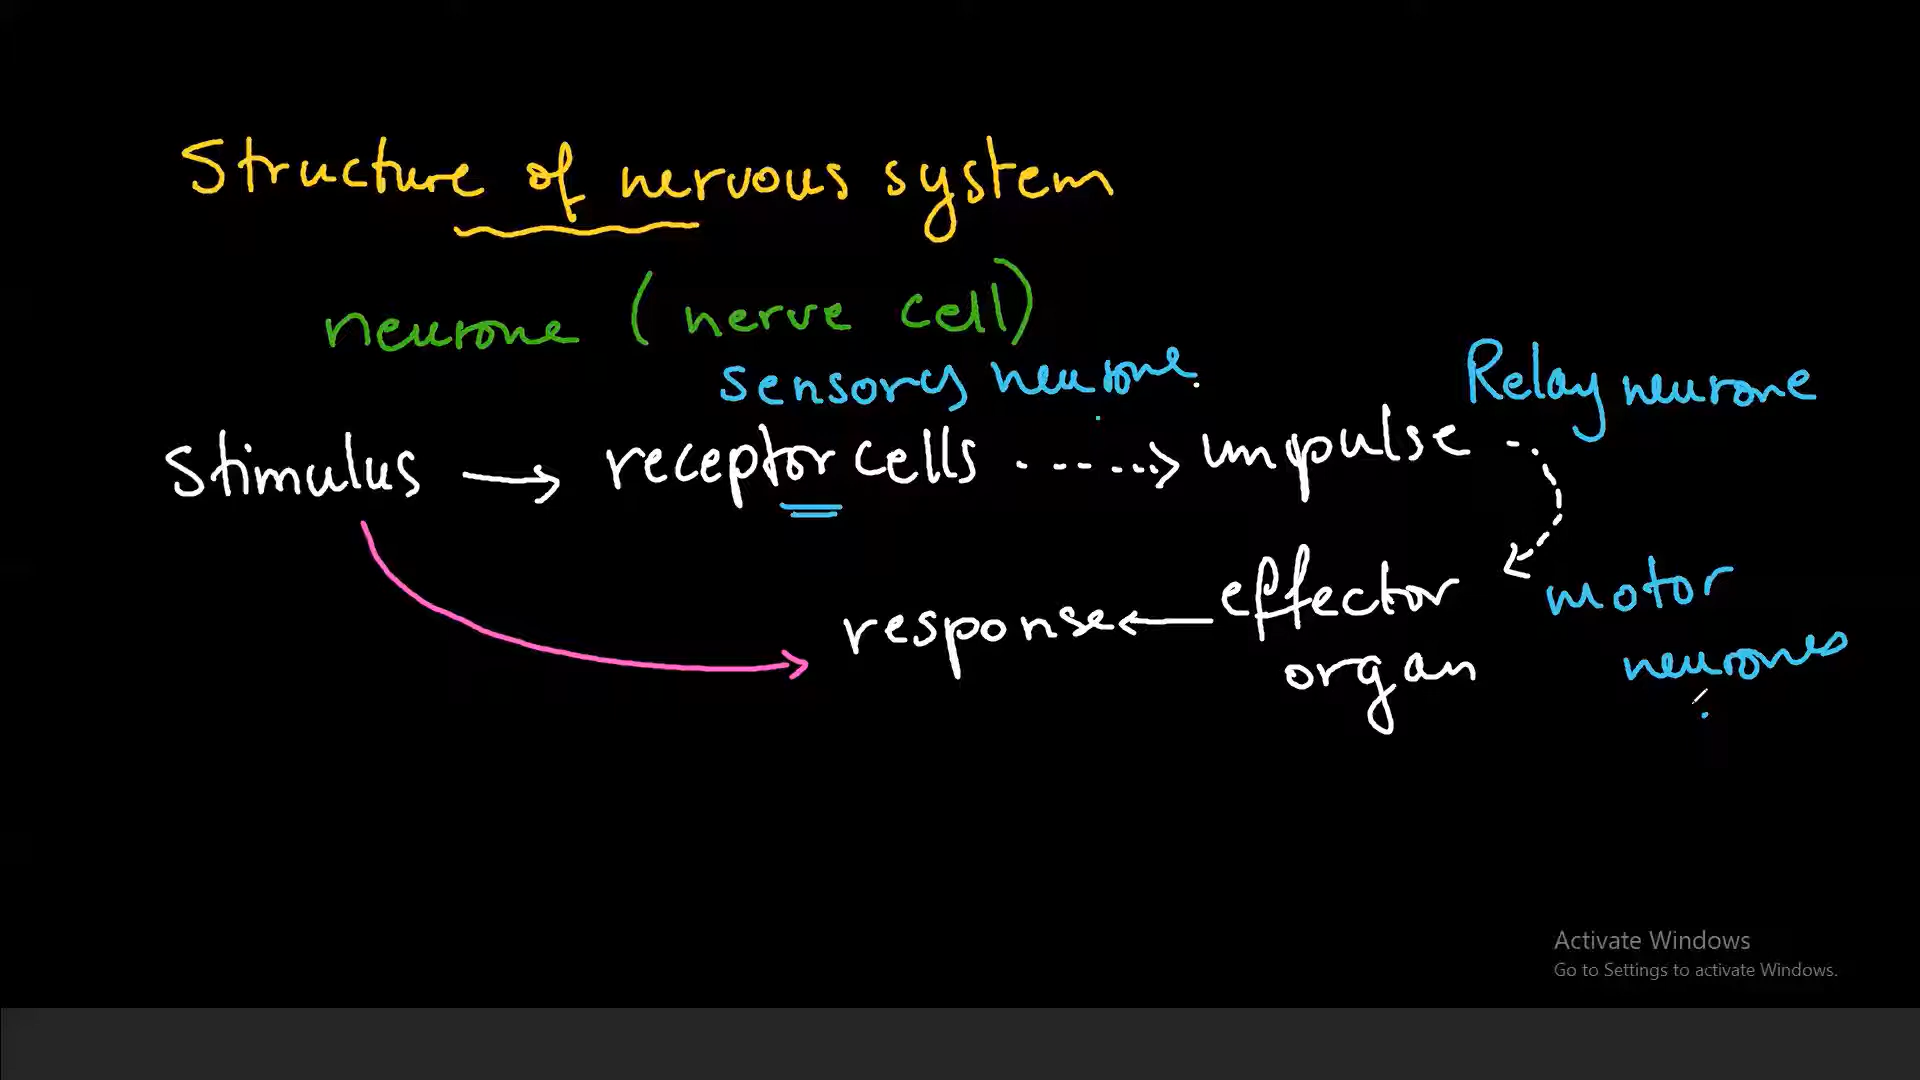 Structure of nervous system
neurone (nerve cell)
sensory neurone
Relay neurone
Stimulus → receptor cells ......> impulse
response ← effector
organ
motor
neurones
Activate Windows
Go to Settings to activate Windows.